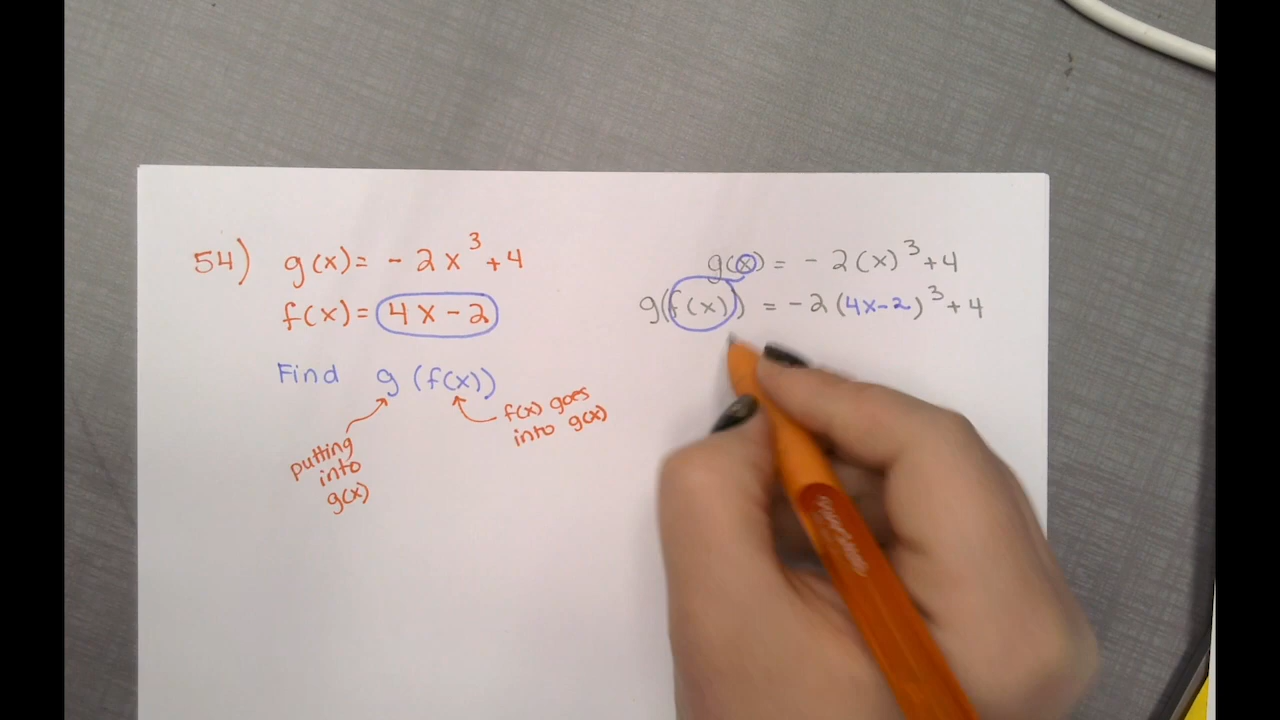 54) g(x) = - 2x³ + 4
f(x) = 4x - 2
Find g (f(x))
putting
into
g(x)
f(x) goes
into g(x)
g(x) = - 2(x)³ + 4
g(f(x)) = - 2(4x-2)³ + 4